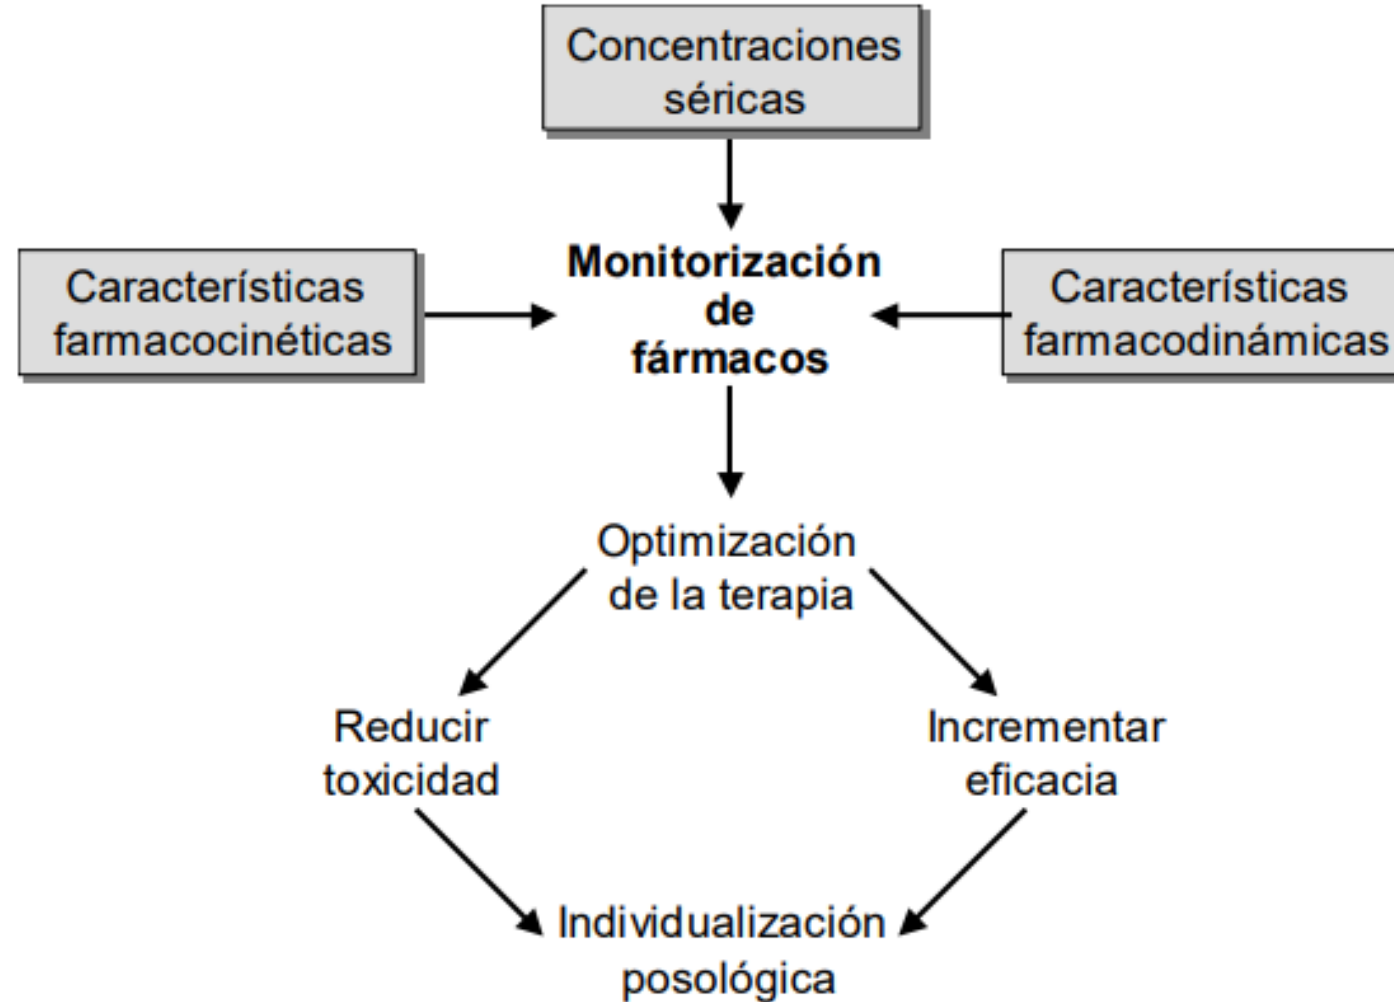 Concentraciones
séricas
Monitorización
de
fármacos
Características
farmacocinéticas
Características
farmacodinámicas
Optimización
de la terapia
Reducir
toxicidad
Incrementar
eficacia
Individualización
posológica